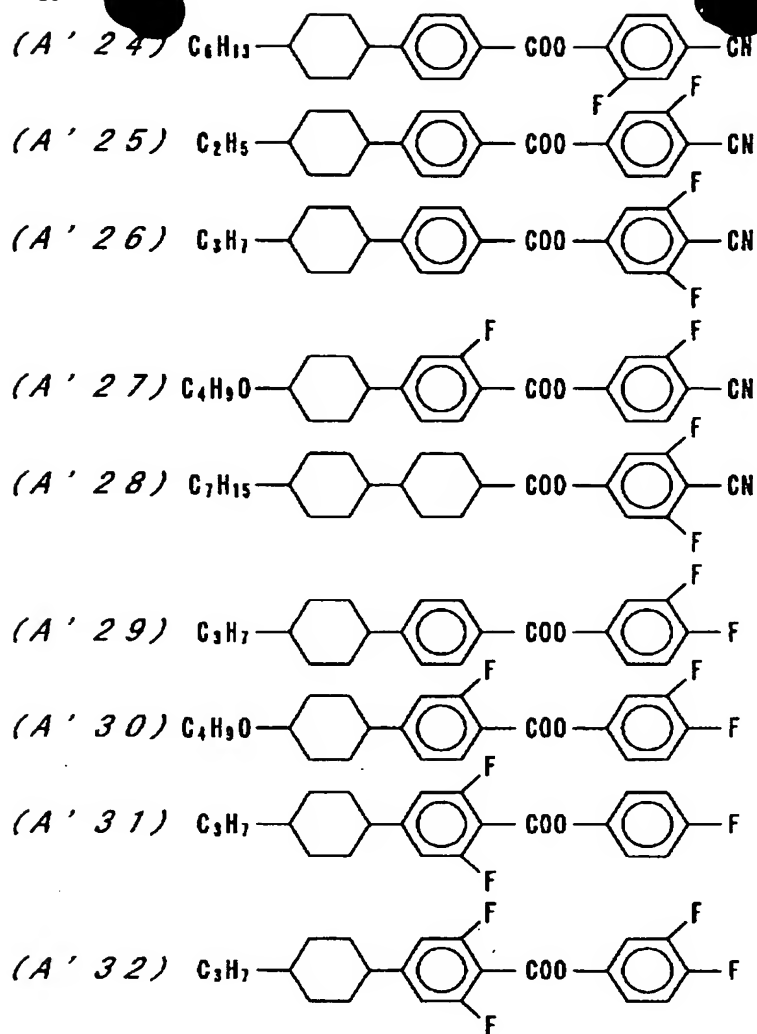 (A'24) C₆H₁₃ COO CN
F
F
(A'25) C₂H₅ COO CN
F
(A'26) C₃H₇ COO CN
F
F F
(A'27) C₄H₉O COO CN
F
(A'28) C₇H₁₅ COO CN
F
F
(A'29) C₃H₇ COO F
F F
(A'30) C₄H₉O COO F
F
(A'31) C₃H₇ COO F
F
F F
(A'32) C₃H₇ COO F
F